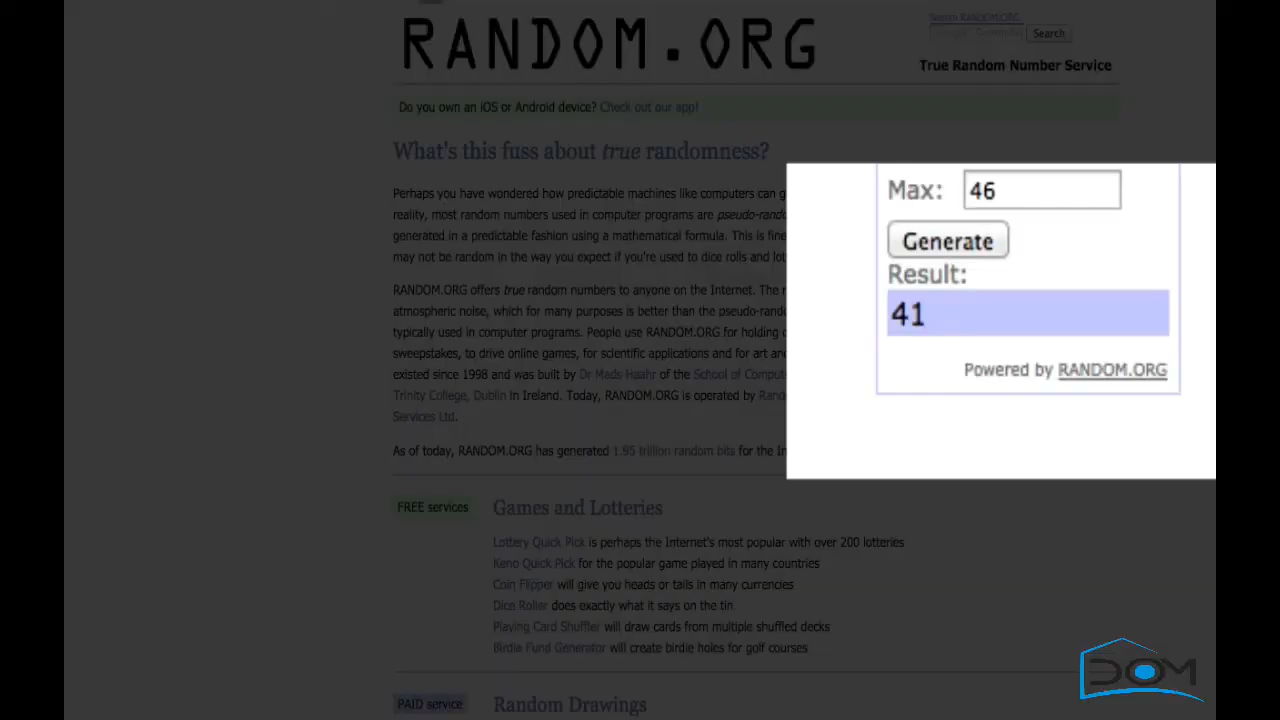 RANDOM.ORG
Search RANDOM.ORG
Search
True Random Number Service
Do you own an iOS or Android device? Check out our app!
What's this fuss about true randomness?
Perhaps you have wondered how predictable machines like computers can g
reality, most random numbers used in computer programs are pseudo-rando
generated in a predictable fashion using a mathematical formula. This is fine
may not be random in the way you expect if you're used to dice rolls and lot
RANDOM.ORG offers true random numbers to anyone on the Internet. The r
atmospheric noise, which for many purposes is better than the pseudo-rand
typically used in computer programs. People use RANDOM.ORG for holding
sweepstakes, to drive online games, for scientific applications and for art an
existed since 1998 and was built by Dr Mads Haahr of the School of Compute
Trinity College, Dublin in Ireland. Today, RANDOM.ORG is operated by Rand
Services Ltd.
As of today, RANDOM.ORG has generated 1.95 trillion random bits for the In
Max: 46
Generate
Result:
41
Powered by RANDOM.ORG
FREE services
Games and Lotteries
Lottery Quick Pick is perhaps the Internet's most popular with over 200 lotteries
Keno Quick Pick for the popular game played in many countries
Coin Flipper will give you heads or tails in many currencies
Dice Roller does exactly what it says on the tin
Playing Card Shuffler will draw cards from multiple shuffled decks
Birdie Fund Generator will create birdie holes for golf courses
PAID service
Random Drawings
DOM